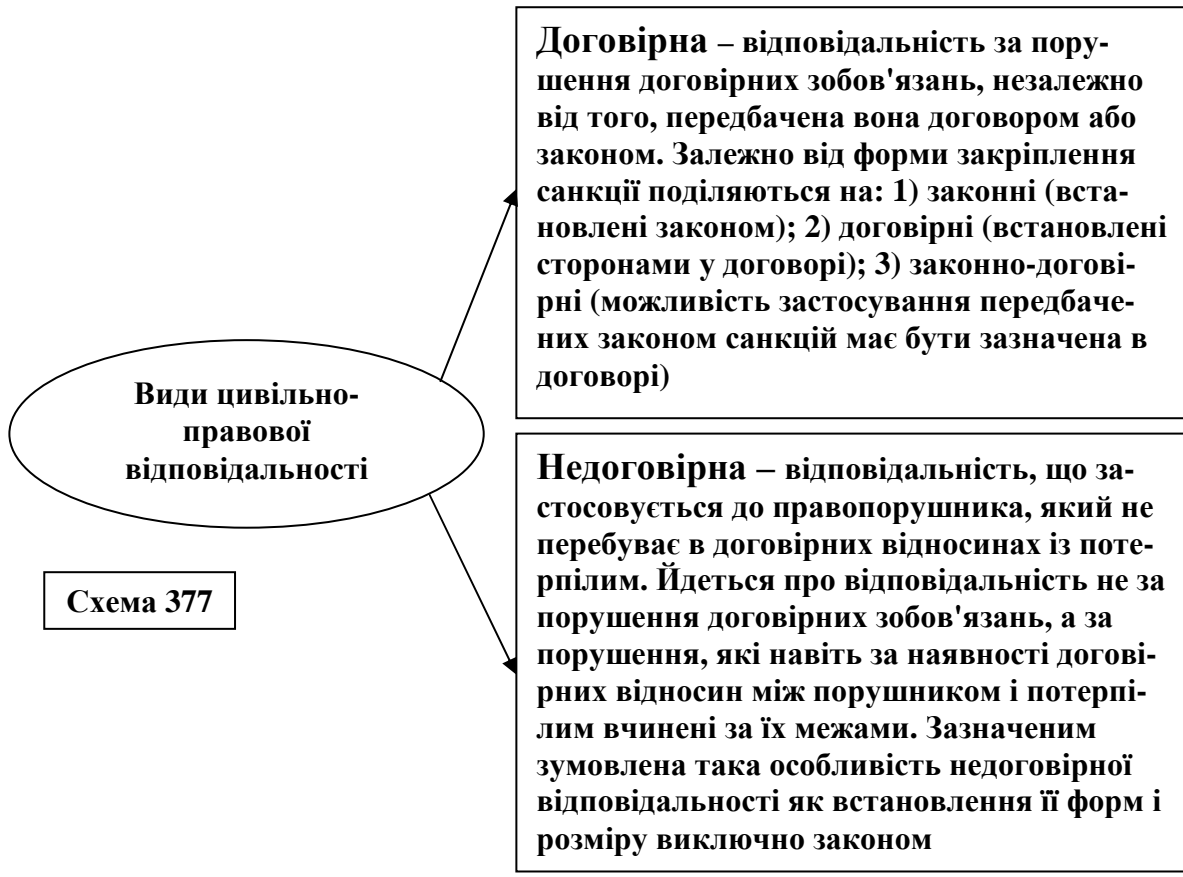 Договірна – відповідальність за пору-
шення договірних зобов'язань, незалежно
від того, передбачена вона договором або
законом. Залежно від форми закріплення
санкції поділяються на: 1) законні (вста-
новлені законом); 2) договірні (встановлені
сторонами у договорі); 3) законно-догові-
рні (можливість застосування передбаче-
них законом санкцій має бути зазначена в
договорі)
Види цивільно-
правової
відповідальності
Недоговірна – відповідальність, що за-
стосовується до правопорушника, який не
перебуває в договірних відносинах із поте-
рпілим. Йдеться про відповідальність не за
порушення договірних зобов'язань, а за
порушення, які навіть за наявності догові-
рних відносин між порушником і потерпі-
лим вчинені за їх межами. Зазначеним
зумовлена така особливість недоговірної
відповідальності як встановлення її форм і
розміру виключно законом
Схема 377